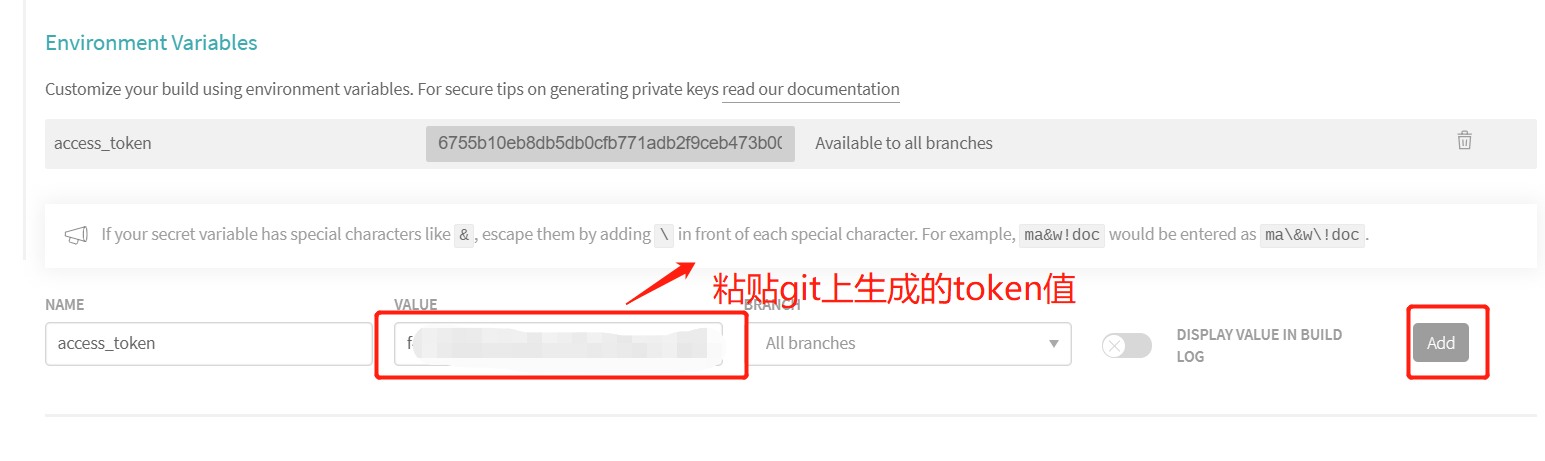 Environment Variables
Customize your build using environment variables. For secure tips on generating private keys read our documentation
access_token 6755b10eb8db5db0cfb771adb2f9ceb473b00 Available to all branches
If your secret variable has special characters like &, escape them by adding \ in front of each special character. For example, ma&w!doc would be entered as ma\&w\!doc.
粘贴git上生成的token值
NAME VALUE BRANCH
access_token All branches DISPLAY VALUE IN BUILD LOG Add